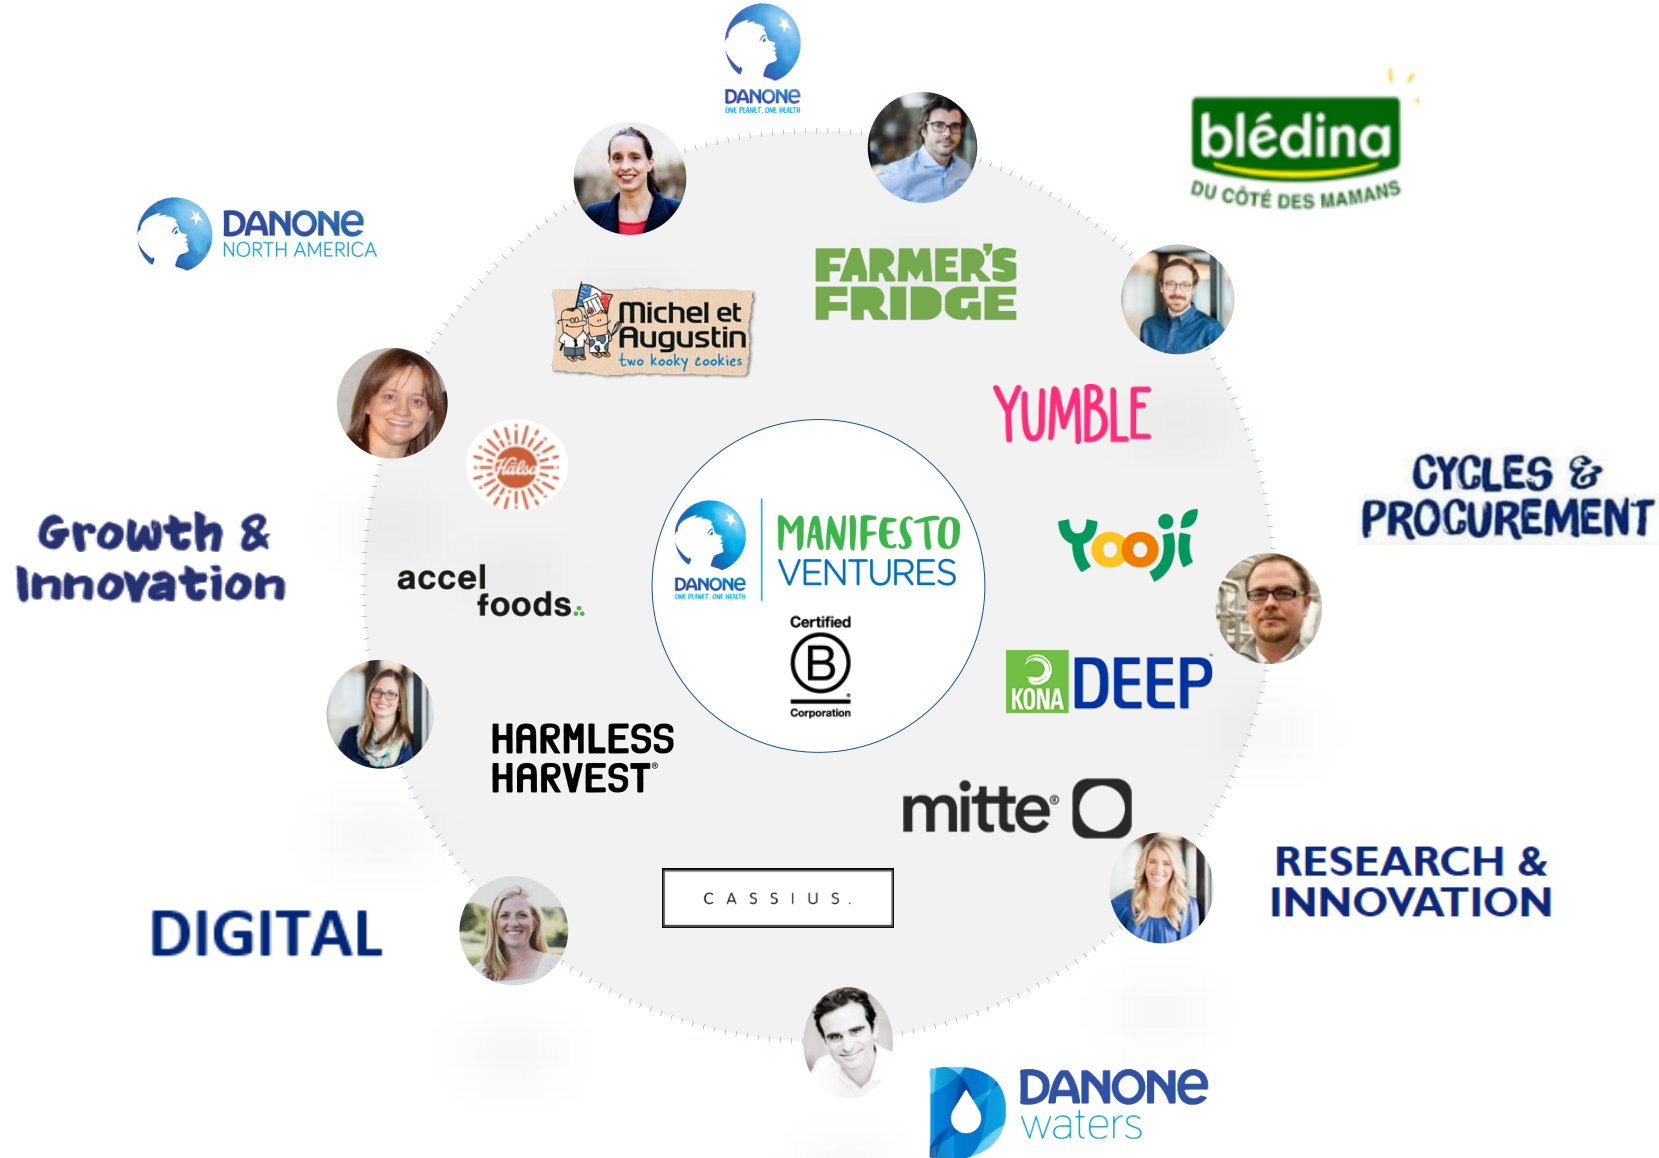 DANONE
ONE PLANET. ONE HEALTH
blédina
DU CÔTÉ DES MAMANS
DANONE
NORTH AMERICA
FARMER'S
FRIDGE
Michel et
Augustin
two kooky cookies
YUMBLE
Hälsa
CYCLES &
PROCUREMENT
Growth &
Innovation
MANIFESTO
VENTURES
DANONE
ONE PLANET. ONE HEALTH
Yooji
accel
foods
Certified
B
®
Corporation
KONA
DEEP™
HARMLESS
HARVEST®
mitte®
RESEARCH &
INNOVATION
CASSIUS.
DIGITAL
DANONE
waters